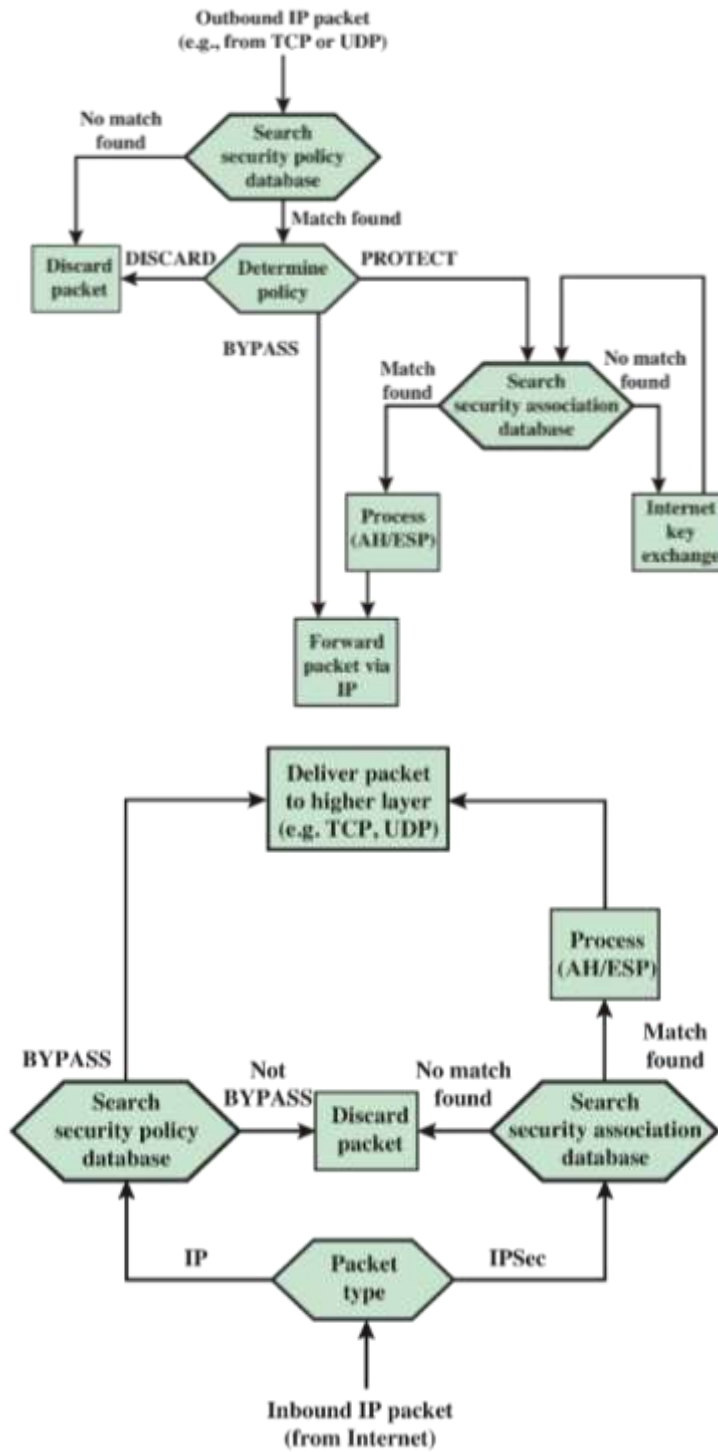 Outbound IP packet
(e.g., from TCP or UDP)
No match
found
Search
security policy
database
Match found
Discard
packet
DISCARD
Determine
policy
PROTECT
BYPASS
Match
found
Search
security association
database
No match
found
Process
(AH/ESP)
Internet
key
exchange
Forward
packet via
IP
Deliver packet
to higher layer
(e.g. TCP, UDP)
Process
(AH/ESP)
BYPASS
Not
BYPASS
No match
found
Match
found
Search
security policy
database
Discard
packet
Search
security association
database
IP
Packet
type
IPSec
Inbound IP packet
(from Internet)